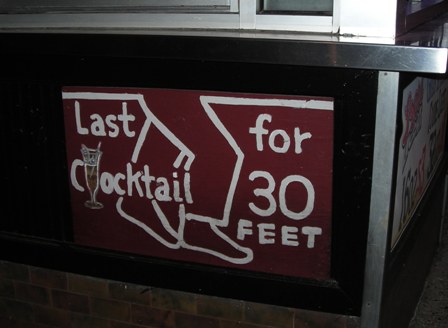 Last
Cocktail
for
30
FEET